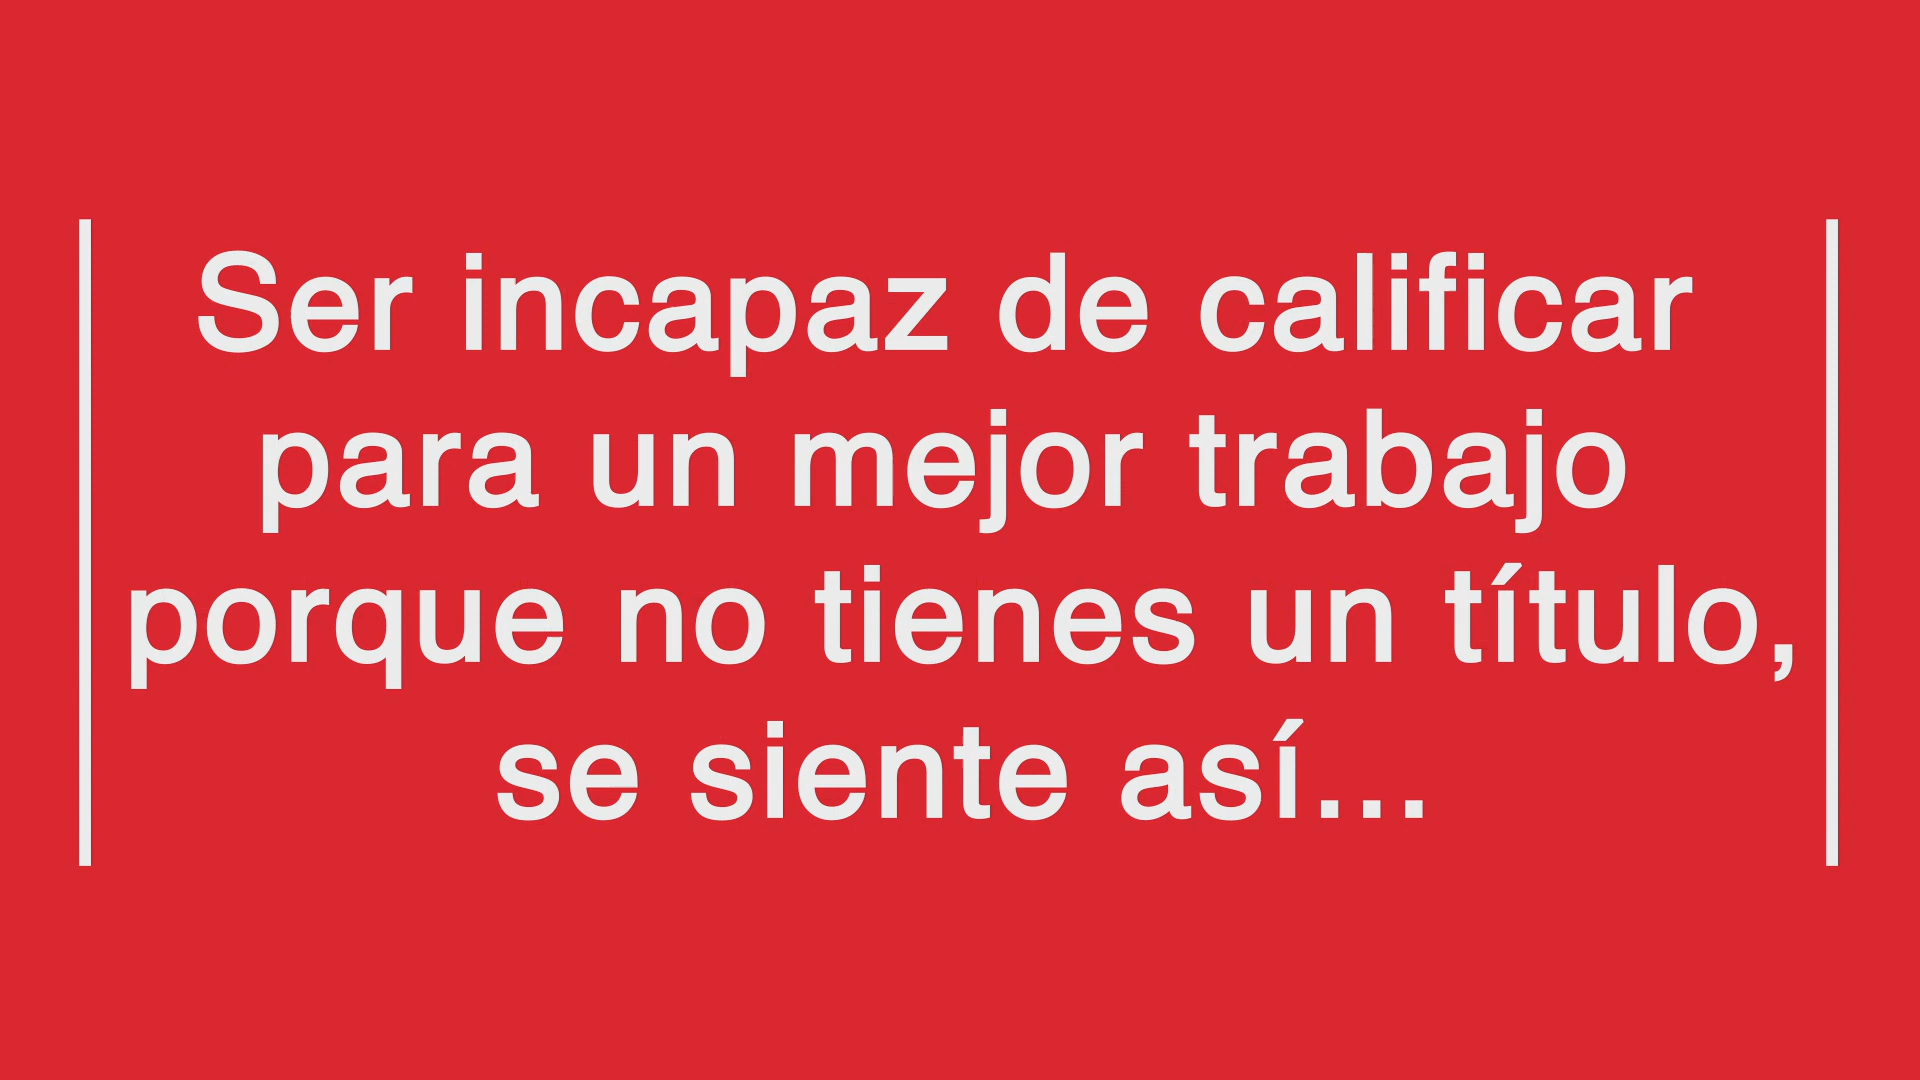 Ser incapaz de calificar
para un mejor trabajo
porque no tienes un título,
se siente así...